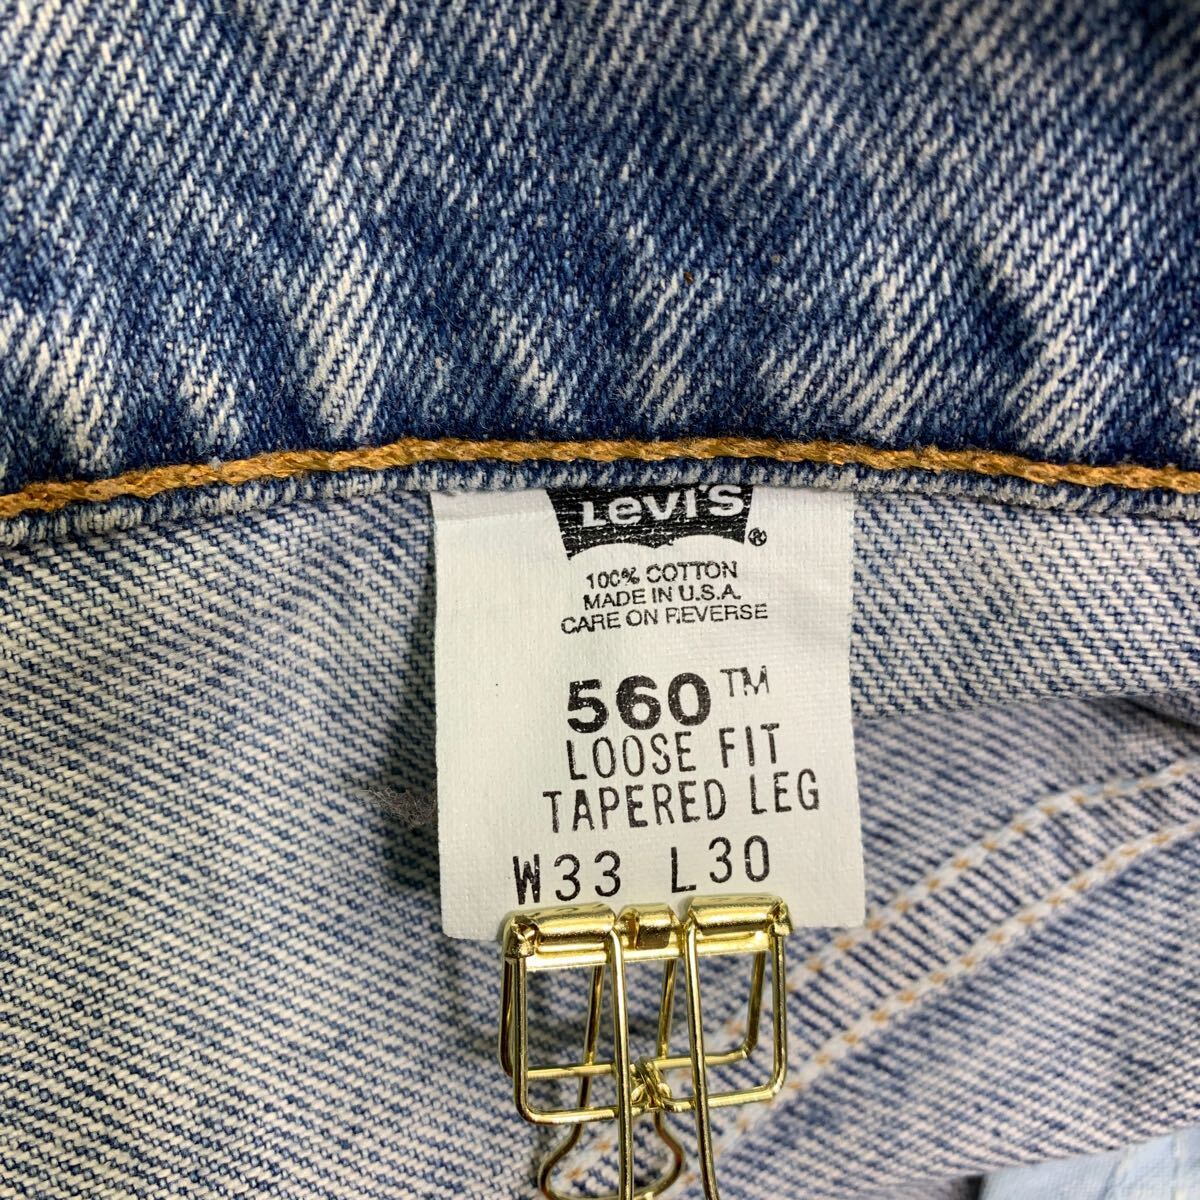 Levi's ®
100% COTTON
MADE IN U.S.A.
CARE ON REVERSE
560™
LOOSE FIT
TAPERED LEG
W33 L30